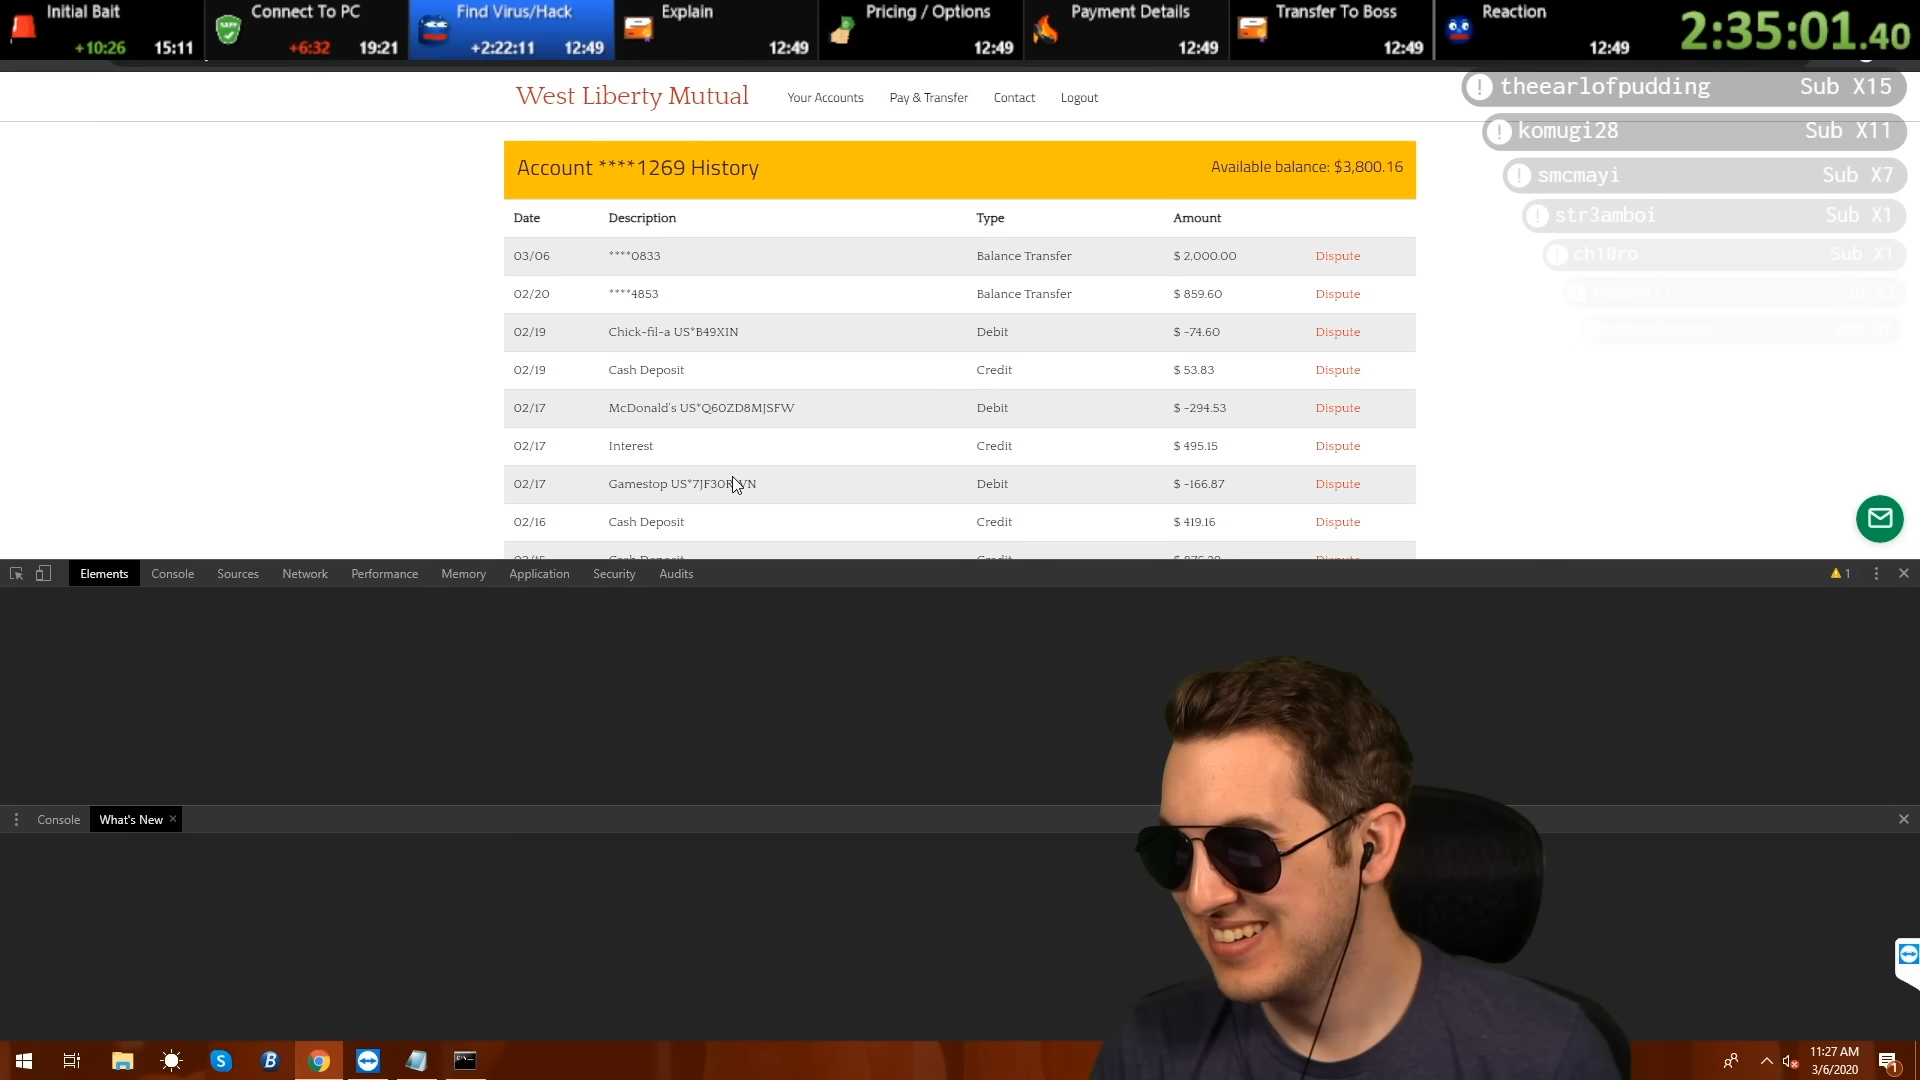 Initial Bait
+10:26 15:11
Connect To PC
+6:32 19:21
Find Virus/Hack
+2:22:11 12:49
Explain
12:49
Pricing / Options
12:49
Payment Details
12:49
Transfer To Boss
12:49
Reaction
12:49
2:35:01.40
theearlofpudding Sub X15
komugi28 Sub X11
smcmayi Sub X7
str3amboi Sub X1
ch10ro Sub X1
West Liberty Mutual
Your Accounts Pay & Transfer Contact Logout
Account ****1269 History Available balance: $3,800.16
Date Description Type Amount
03/06 ****0833 Balance Transfer $ 2,000.00 Dispute
02/20 ****4853 Balance Transfer $ 859.60 Dispute
02/19 Chick-fil-a US*B49XIN Debit $ -74.60 Dispute
02/19 Cash Deposit Credit $ 53.83 Dispute
02/17 McDonald's US*Q60ZD8MJSFW Debit $ -294.53 Dispute
02/17 Interest Credit $ 495.15 Dispute
02/17 Gamestop Debit $ -166.87 Dispute
02/16 Cash Deposit Credit $ 419.16 Dispute
Elements Console Sources Network Performance Memory Application Security Audits
1
Console What's New
11:27 AM
3/6/2020